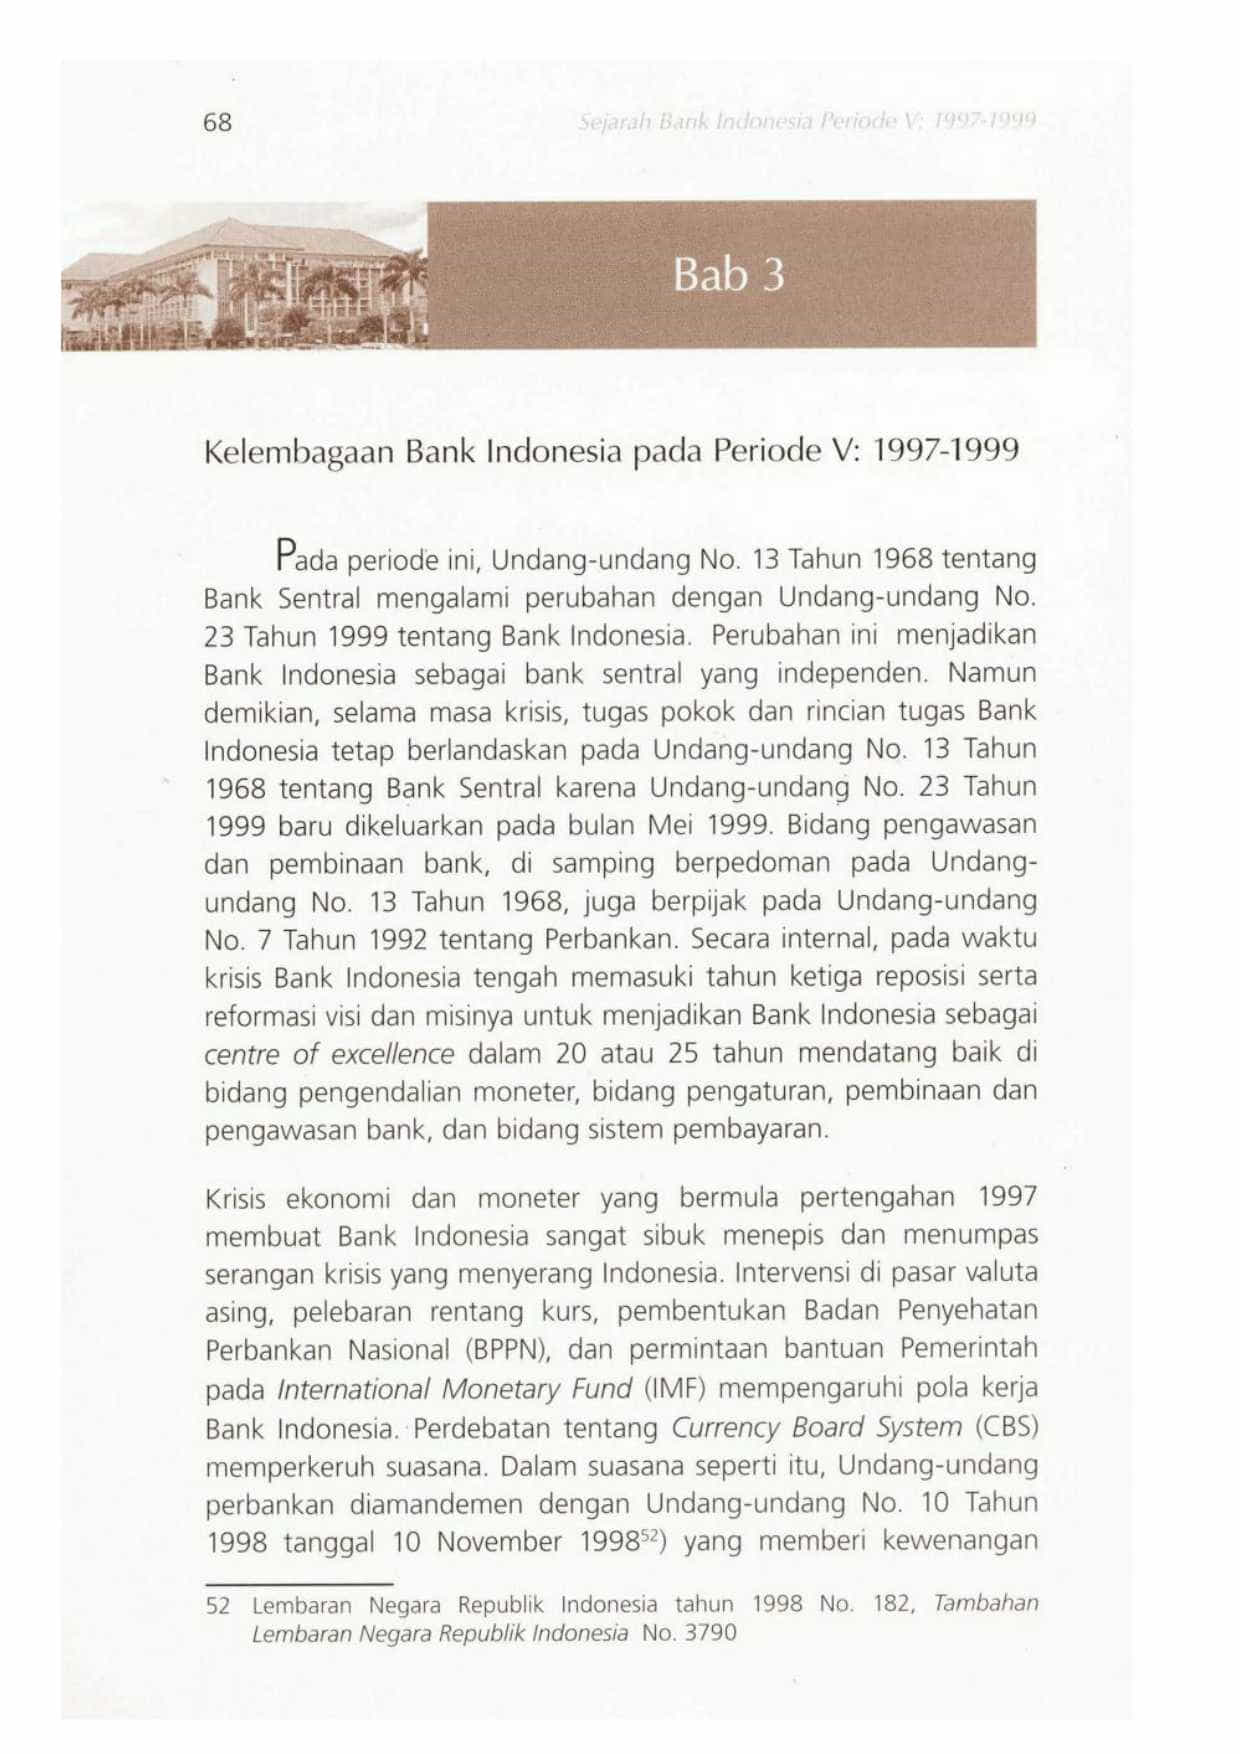 68
Sejarah Bank Indonesia Periode V: 1997-1999
Bab 3
Kelembagaan Bank Indonesia pada Periode V: 1997-1999
Pada periode ini, Undang-undang No. 13 Tahun 1968 tentang
Bank Sentral mengalami perubahan dengan Undang-undang No.
23 Tahun 1999 tentang Bank Indonesia. Perubahan ini menjadikan
Bank Indonesia sebagai bank sentral yang independen. Namun
demikian, selama masa krisis, tugas pokok dan rincian tugas Bank
Indonesia tetap berlandaskan pada Undang-undang No. 13 Tahun
1968 tentang Bank Sentral karena Undang-undang No. 23 Tahun
1999 baru dikeluarkan pada bulan Mei 1999. Bidang pengawasan
dan pembinaan bank, di samping berpedoman pada Undang-
undang No. 13 Tahun 1968, juga berpijak pada Undang-undang
No. 7 Tahun 1992 tentang Perbankan. Secara internal, pada waktu
krisis Bank Indonesia tengah memasuki tahun ketiga reposisi serta
reformasi visi dan misinya untuk menjadikan Bank Indonesia sebagai
centre of excellence dalam 20 atau 25 tahun mendatang baik di
bidang pengendalian moneter, bidang pengaturan, pembinaan dan
pengawasan bank, dan bidang sistem pembayaran.
Krisis ekonomi dan moneter yang bermula pertengahan 1997
membuat Bank Indonesia sangat sibuk menepis dan menumpas
serangan krisis yang menyerang Indonesia. Intervensi di pasar valuta
asing, pelebaran rentang kurs, pembentukan Badan Penyehatan
Perbankan Nasional (BPPN), dan permintaan bantuan Pemerintah
pada International Monetary Fund (IMF) mempengaruhi pola kerja
Bank Indonesia. Perdebatan tentang Currency Board System (CBS)
memperkeruh suasana. Dalam suasana seperti itu, Undang-undang
perbankan diamandemen dengan Undang-undang No. 10 Tahun
1998 tanggal 10 November 1998⁵²) yang memberi kewenangan
52 Lembaran Negara Republik Indonesia tahun 1998 No. 182, Tambahan
Lembaran Negara Republik Indonesia No. 3790